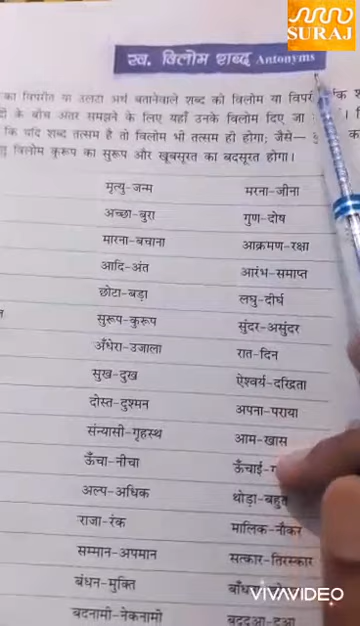 SURAJ
ख. विलोम शब्द Antonyms
का विपरीत या उलटा अर्थ बतानेवाले शब्द को विलोम या
के बीच अंतर समझने के लिए यहाँ उनके विलोम दिए जा
कि यदि शब्द तत्सम है तो विलोम भी तत्सम ही होगा; जैसे—
विलोम कुरूप का सुरूप और खूबसूरत का बदसूरत होगा।
मृत्यु-जन्म मरना-जीना
अच्छा-बुरा गुण-दोष
मारना-बचाना आक्रमण-रक्षा
आदि-अंत आरंभ-समाप्त
छोटा-बड़ा लघु-दीर्घ
सुरूप-कुरूप सुंदर-असुंदर
अँधेरा-उजाला रात-दिन
सुख-दुख ऐश्वर्य-दरिद्रता
दोस्त-दुश्मन अपना-पराया
संन्यासी-गृहस्थ आम-खास
ऊँचा-नीचा ऊँचाई-
अल्प-अधिक थोड़ा-बहुत
राजा-रंक मालिक-नौकर
सम्मान-अपमान सत्कार-तिरस्कार
बंधन-मुक्ति
VIVAVIDEO
बदनामी-नेकनामी बददुआ-दुआ